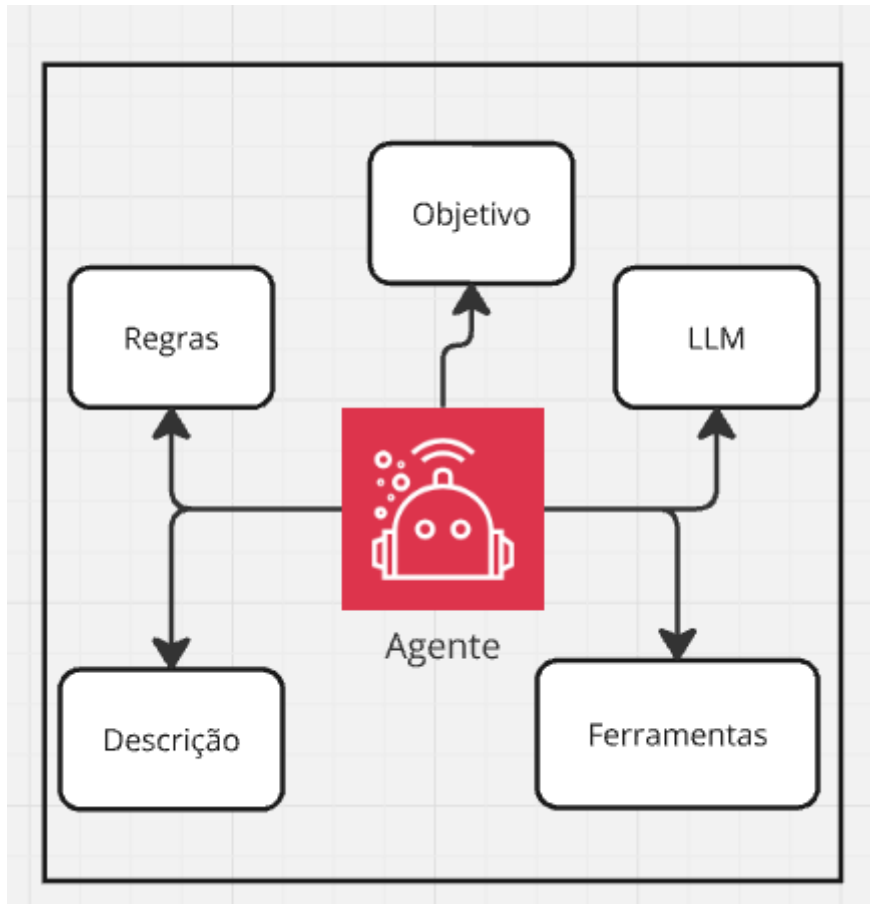 Objetivo
Regras
LLM
Agente
Descrição
Ferramentas